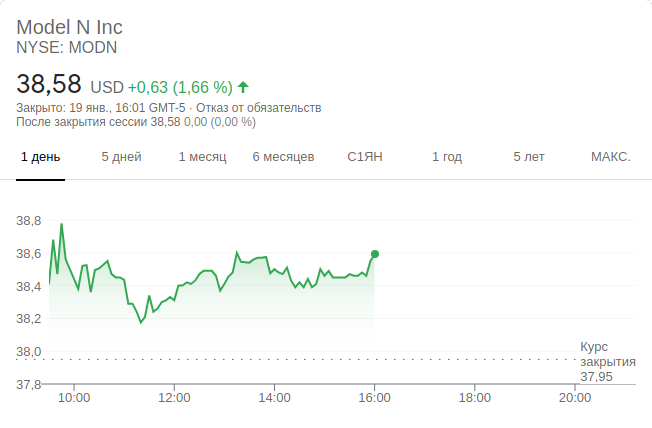 Model N Inc
NYSE: MODN
38,58 USD +0,63 (1,66 %)
Закрыто: 19 янв., 16:01 GMT-5 · Отказ от обязательств
После закрытия сессии 38,58 0,00 (0,00 %)
1 день 5 дней 1 месяц 6 месяцев С1ЯН 1 год 5 лет МАКС.
38,8
38,6
38,4
38,2
38,0
37,8
Курс
закрытия
37,95
10:00 12:00 14:00 16:00 18:00 20:00